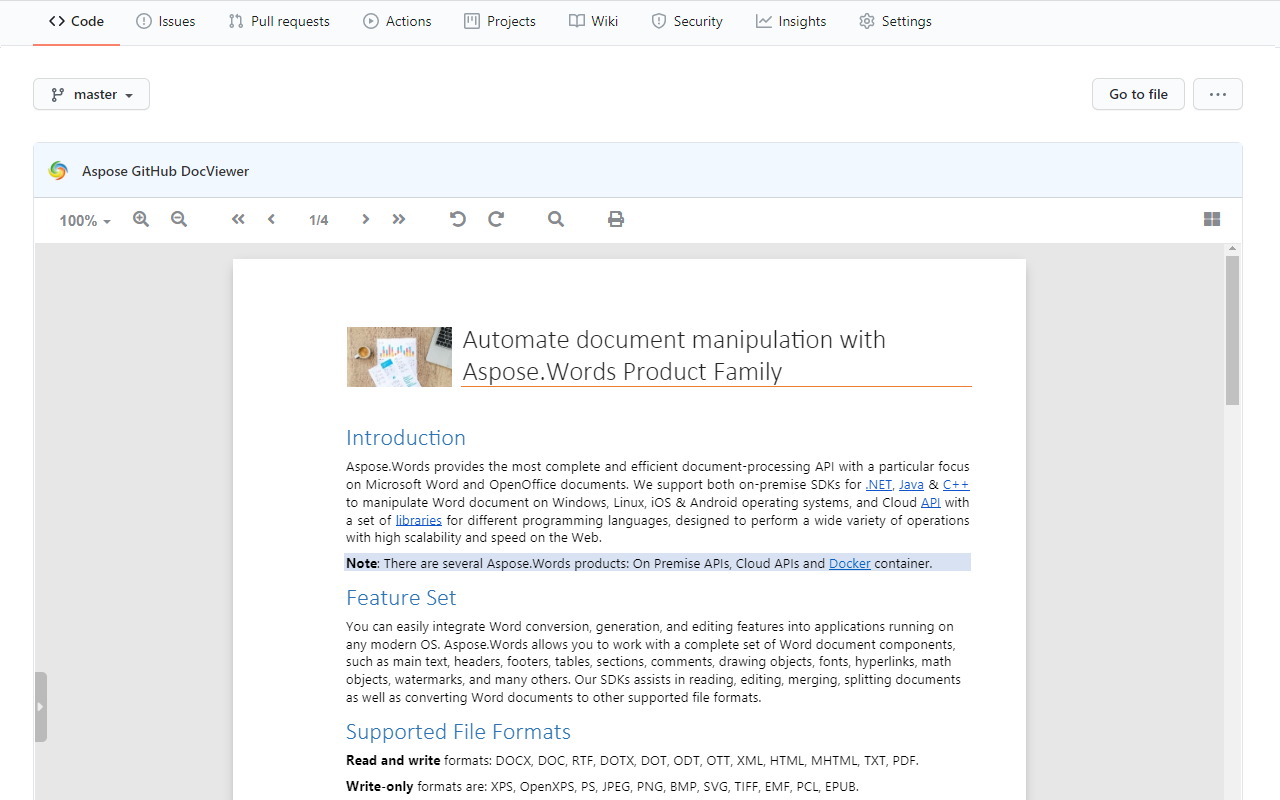 Code Issues Pull requests Actions Projects Wiki Security Insights Settings
master Go to file
Aspose GitHub DocViewer
100% 1/4
Automate document manipulation with
Aspose.Words Product Family
Introduction
Aspose.Words provides the most complete and efficient document-processing API with a particular focus
on Microsoft Word and OpenOffice documents. We support both on-premise SDKs for .NET, Java & C++
to manipulate Word document on Windows, Linux, iOS & Android operating systems, and Cloud API with
a set of libraries for different programming languages, designed to perform a wide variety of operations
with high scalability and speed on the Web.
Note: There are several Aspose.Words products: On Premise APIs, Cloud APIs and Docker container.
Feature Set
You can easily integrate Word conversion, generation, and editing features into applications running on
any modern OS. Aspose.Words allows you to work with a complete set of Word document components,
such as main text, headers, footers, tables, sections, comments, drawing objects, fonts, hyperlinks, math
objects, watermarks, and many others. Our SDKs assists in reading, editing, merging, splitting documents
as well as converting Word documents to other supported file formats.
Supported File Formats
Read and write formats: DOCX, DOC, RTF, DOTX, DOT, ODT, OTT, XML, HTML, MHTML, TXT, PDF.
Write-only formats are: XPS, OpenXPS, PS, JPEG, PNG, BMP, SVG, TIFF, EMF, PCL, EPUB.